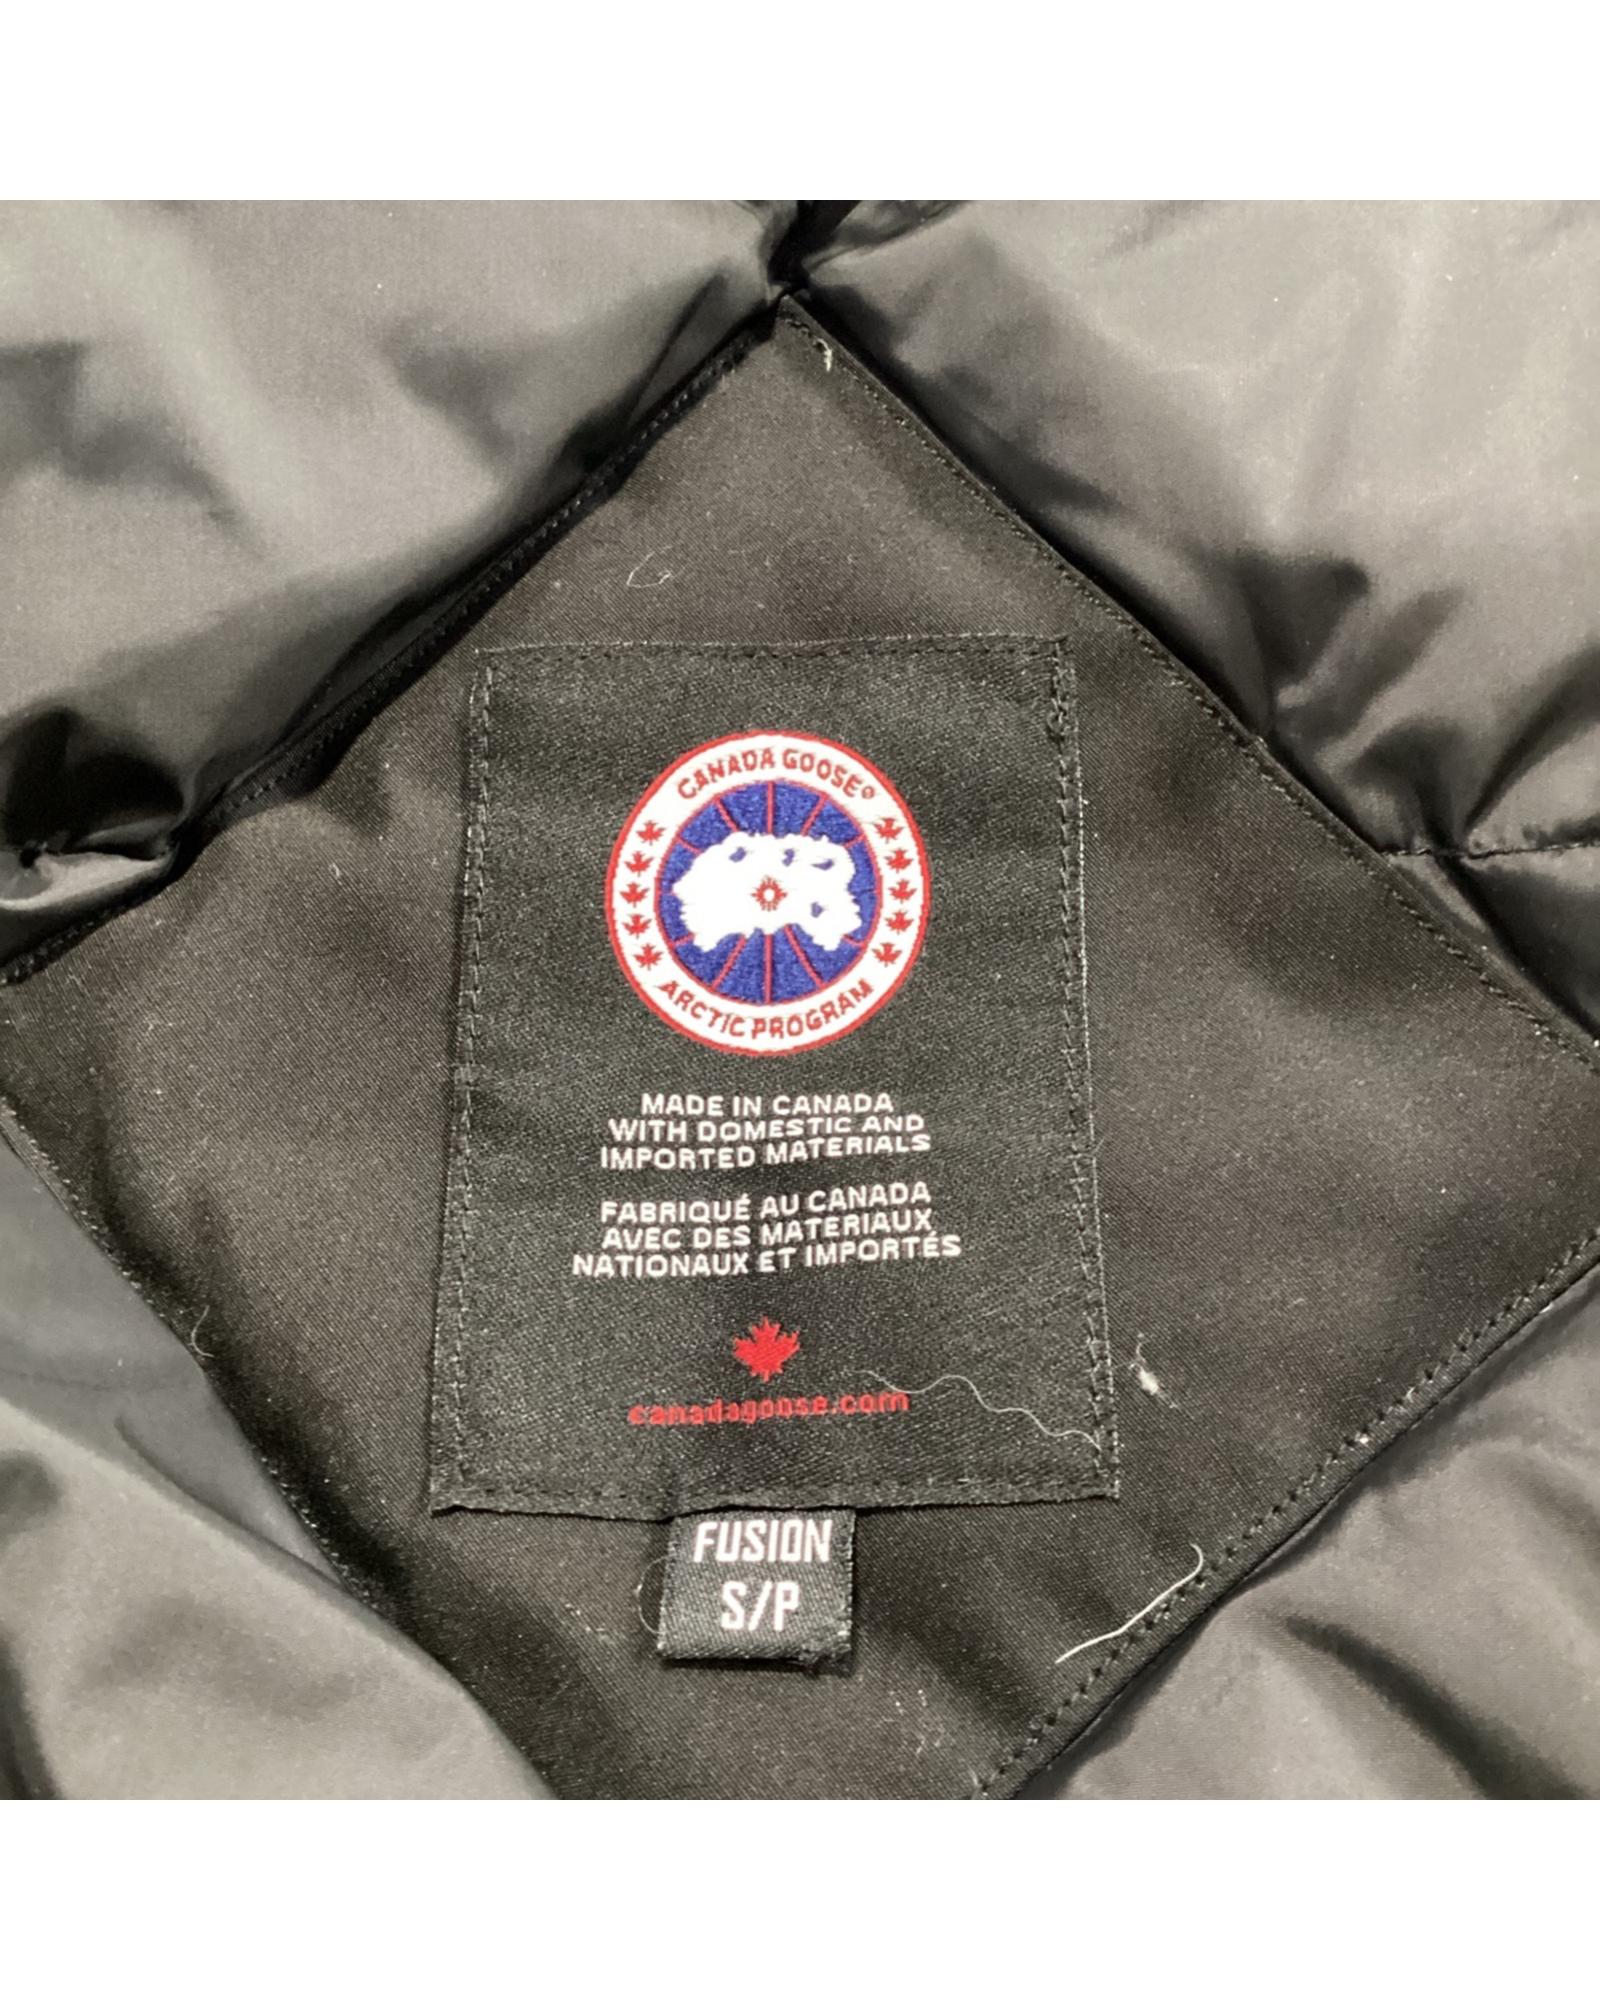 CANADA GOOSE®
ARCTIC PROGRAM
MADE IN CANADA
WITH DOMESTIC AND
IMPORTED MATERIALS
FABRIQUÉ AU CANADA
AVEC DES MATERIAUX
NATIONAUX ET IMPORTÉS
canadagoose.com
FUSION
S/P